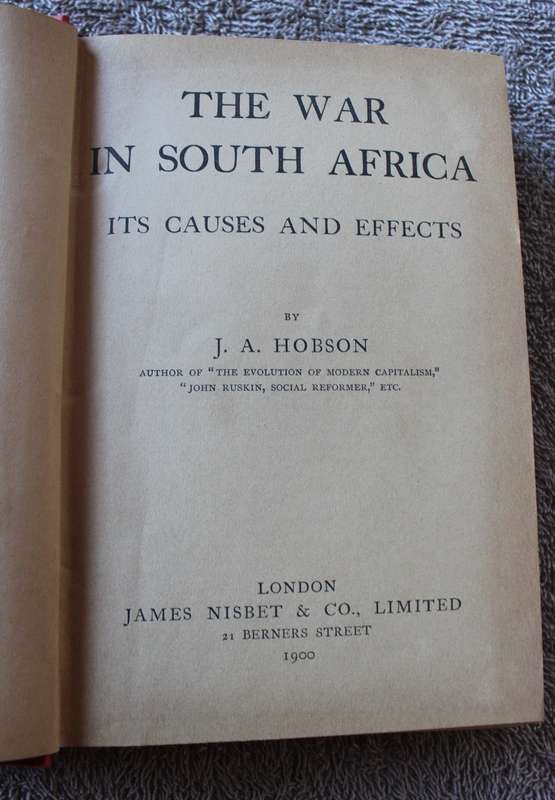 THE WAR
IN SOUTH AFRICA
ITS CAUSES AND EFFECTS
BY
J. A. HOBSON
AUTHOR OF "THE EVOLUTION OF MODERN CAPITALISM,"
"JOHN RUSKIN, SOCIAL REFORMER," ETC.
LONDON
JAMES NISBET & CO., LIMITED
21 BERNERS STREET
1900